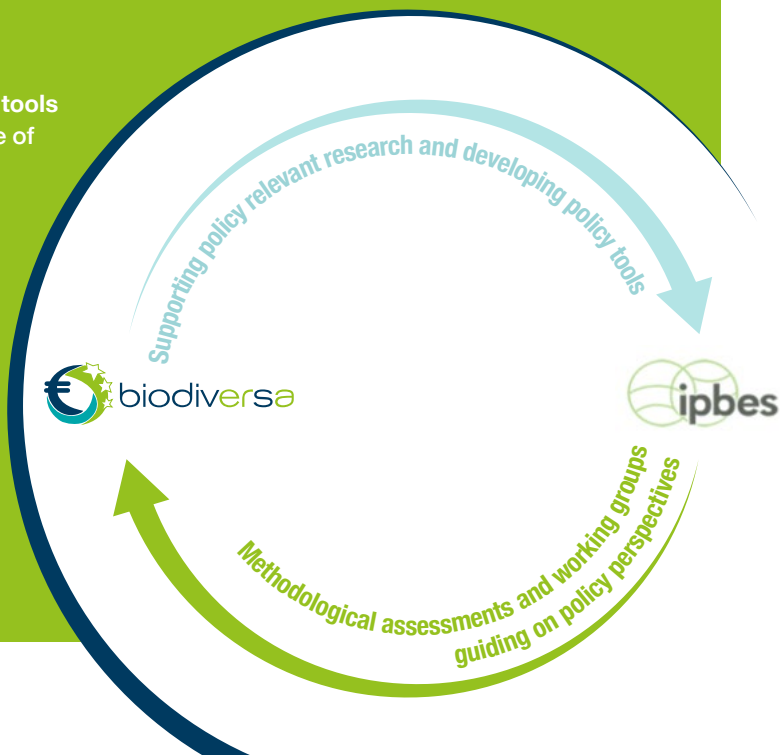 tools
e of
Supporting policy relevant research and developing policy tools
biodiversa
ipbes
Methodological assessments and working groups
guiding on policy perspectives